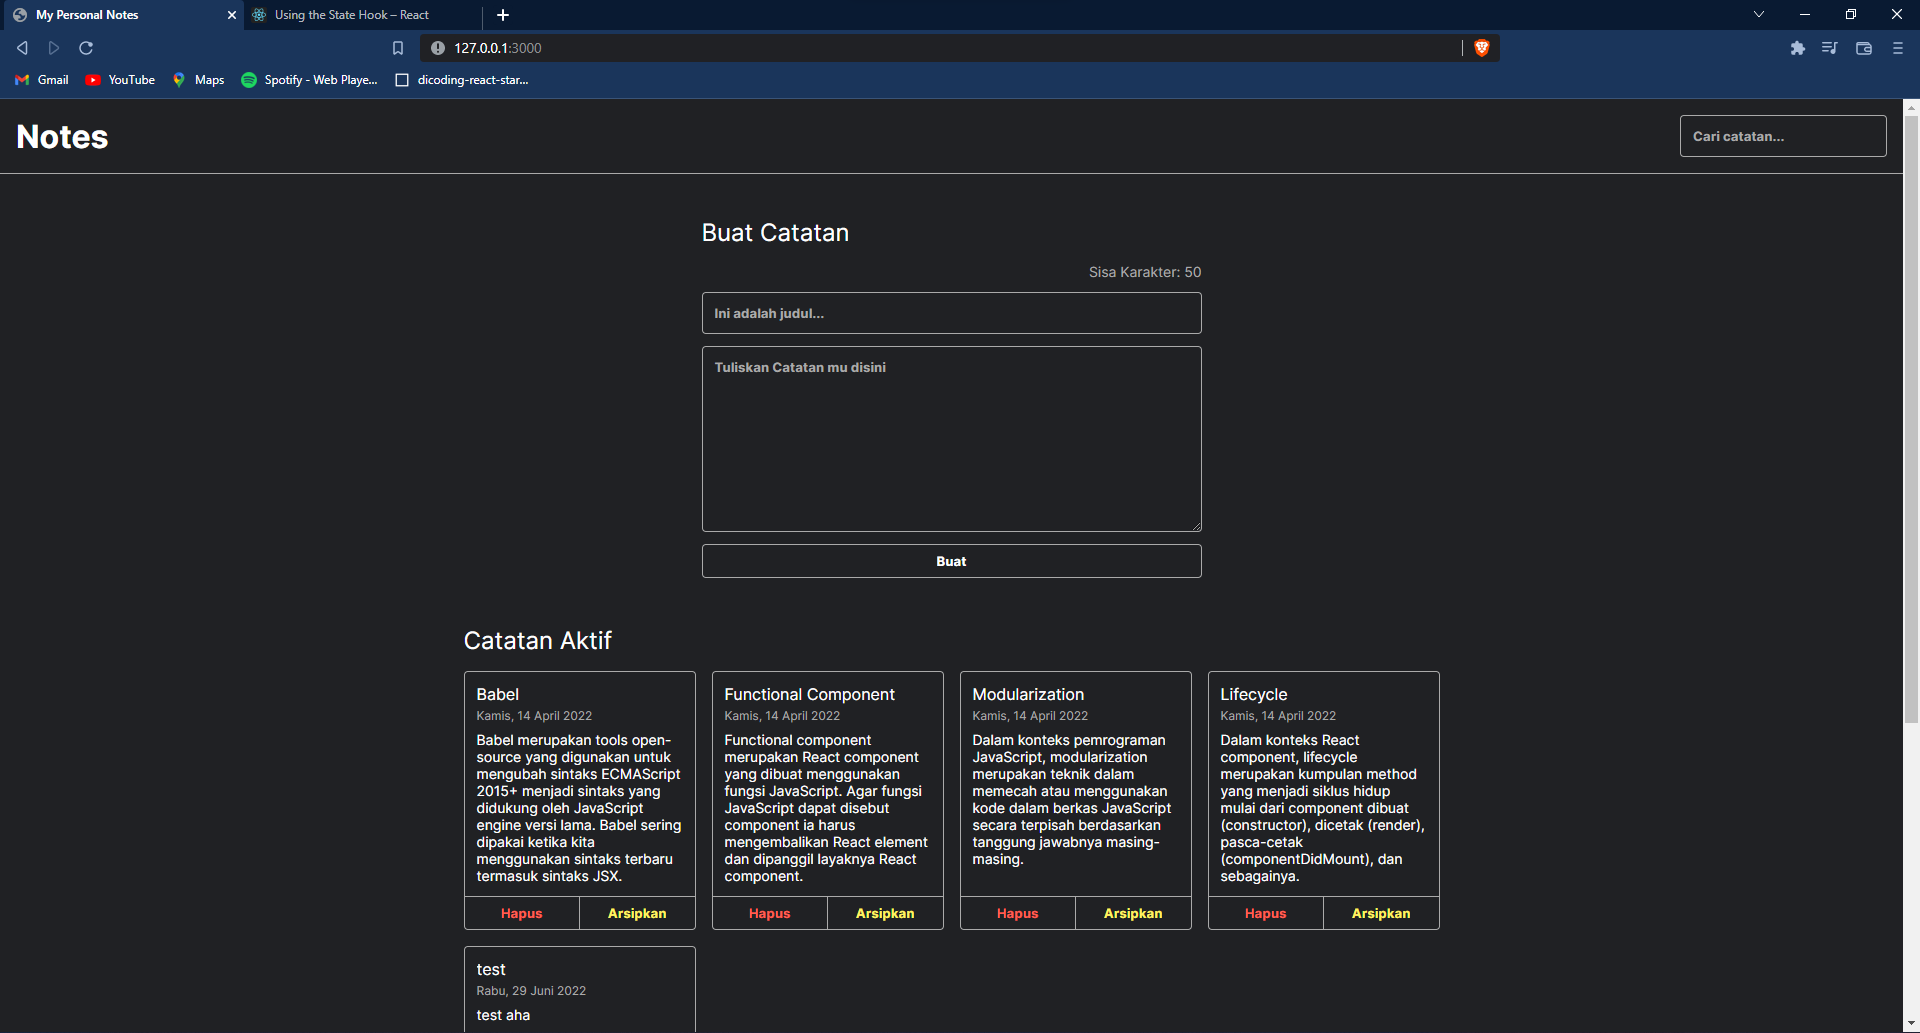 My Personal Notes
Using the State Hook – React
127.0.0.1:3000
Gmail
YouTube
Maps
Spotify - Web Playe...
dicoding-react-star...
Notes
Cari catatan...
Buat Catatan
Sisa Karakter: 50
Ini adalah judul...
Tuliskan Catatan mu disini
Buat
Catatan Aktif
Babel
Kamis, 14 April 2022
Babel merupakan tools open-
source yang digunakan untuk
mengubah sintaks ECMAScript
2015+ menjadi sintaks yang
didukung oleh JavaScript
engine versi lama. Babel sering
dipakai ketika kita
menggunakan sintaks terbaru
termasuk sintaks JSX.
Hapus
Arsipkan
Functional Component
Kamis, 14 April 2022
Functional component
merupakan React component
yang dibuat menggunakan
fungsi JavaScript. Agar fungsi
JavaScript dapat disebut
component ia harus
mengembalikan React element
dan dipanggil layaknya React
component.
Hapus
Arsipkan
Modularization
Kamis, 14 April 2022
Dalam konteks pemrograman
JavaScript, modularization
merupakan teknik dalam
memecah atau menggunakan
kode dalam berkas JavaScript
secara terpisah berdasarkan
tanggung jawabnya masing-
masing.
Hapus
Arsipkan
Lifecycle
Kamis, 14 April 2022
Dalam konteks React
component, lifecycle
merupakan kumpulan method
yang menjadi siklus hidup
mulai dari component dibuat
(constructor), dicetak (render),
pasca-cetak
(componentDidMount), dan
sebagainya.
Hapus
Arsipkan
test
Rabu, 29 Juni 2022
test aha